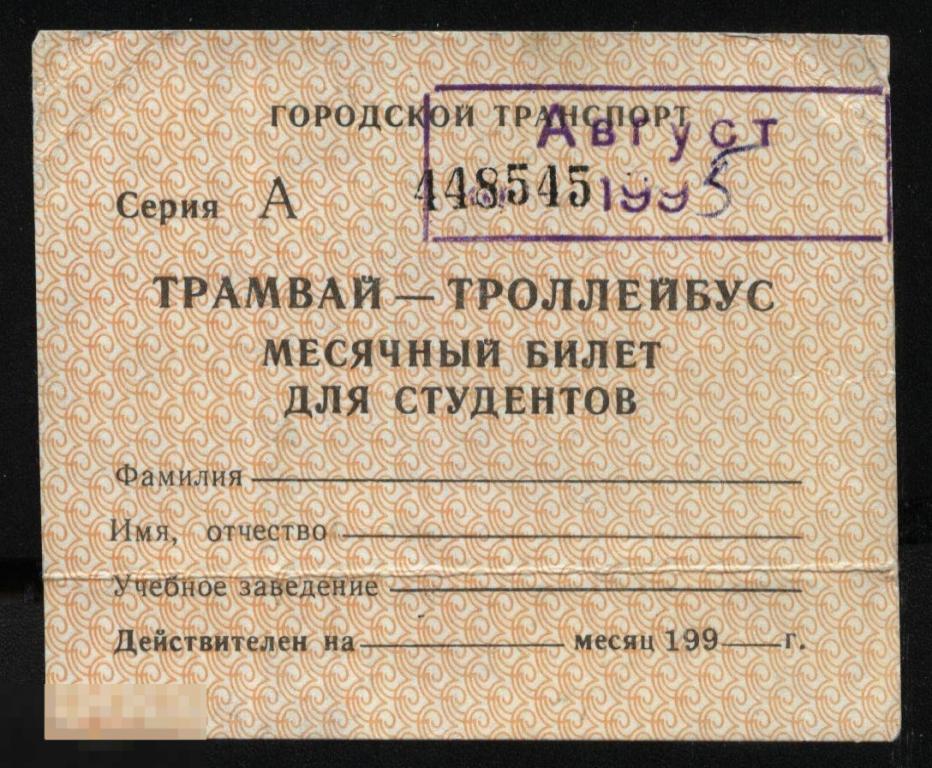 ГОРОДСКОЙ ТРАНСПОРТ
Август
Серия А 448545 1995
ТРАМВАЙ — ТРОЛЛЕЙБУС
МЕСЯЧНЫЙ БИЛЕТ
ДЛЯ СТУДЕНТОВ
Фамилия
Имя, отчество
Учебное заведение
Действителен на месяц 199 г.